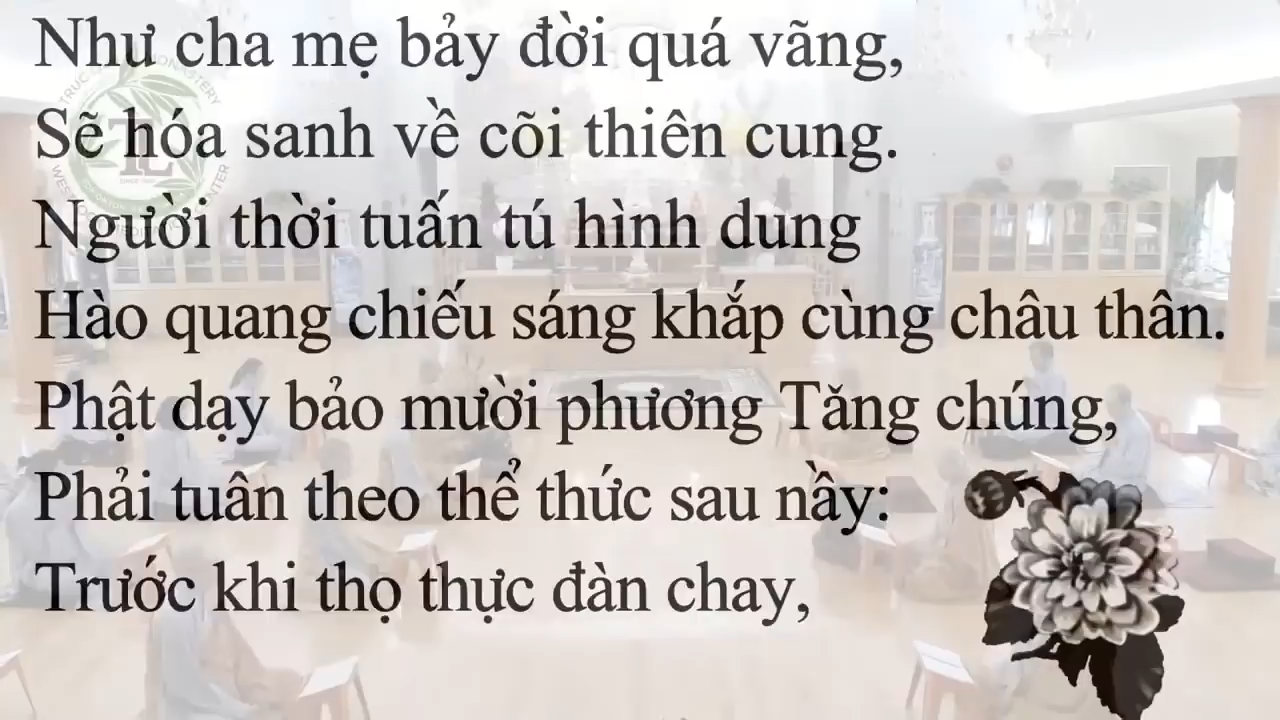 Như cha mẹ bảy đời quá vãng,
Sẽ hóa sanh về cõi thiên cung.
Người thời tuấn tú hình dung
Hào quang chiếu sáng khắp cùng châu thân.
Phật dạy bảo mười phương Tăng chúng,
Phải tuân theo thể thức sau nầy:
Trước khi thọ thực đàn chay,